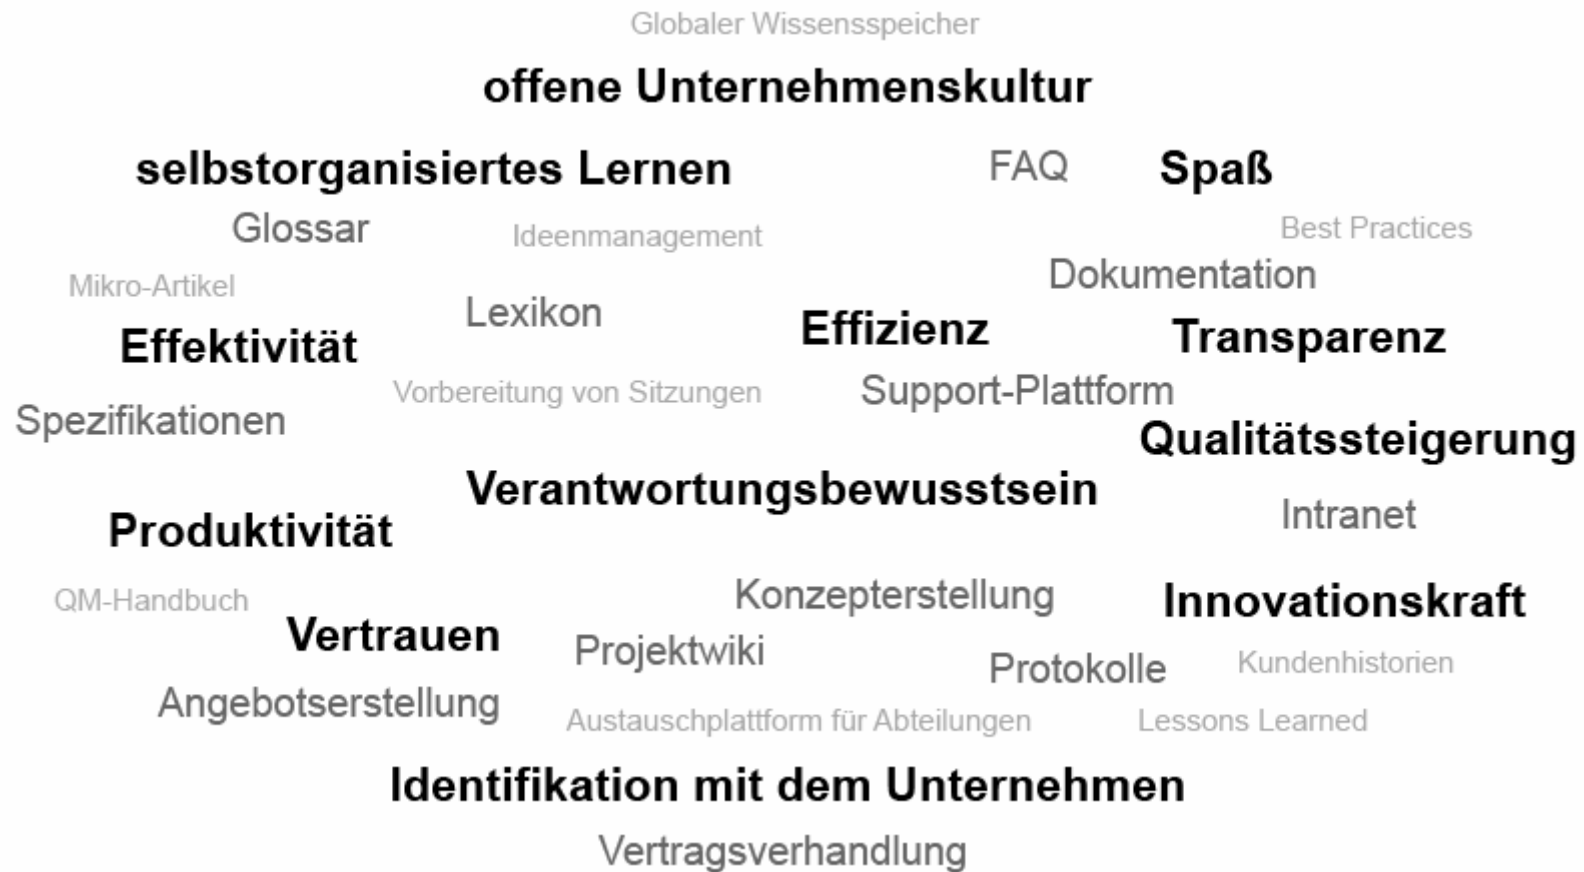 Globaler Wissensspeicher
offene Unternehmenskultur
selbstorganisiertes Lernen
FAQ
Spaß
Glossar
Ideenmanagement
Best Practices
Mikro-Artikel
Dokumentation
Lexikon
Effektivität
Effizienz
Transparenz
Vorbereitung von Sitzungen
Support-Plattform
Spezifikationen
Qualitätssteigerung
Verantwortungsbewusstsein
Intranet
Produktivität
QM-Handbuch
Konzepterstellung
Innovationskraft
Vertrauen
Projektwiki
Protokolle
Kundenhistorien
Angebotserstellung
Austauschplattform für Abteilungen
Lessons Learned
Identifikation mit dem Unternehmen
Vertragsverhandlung